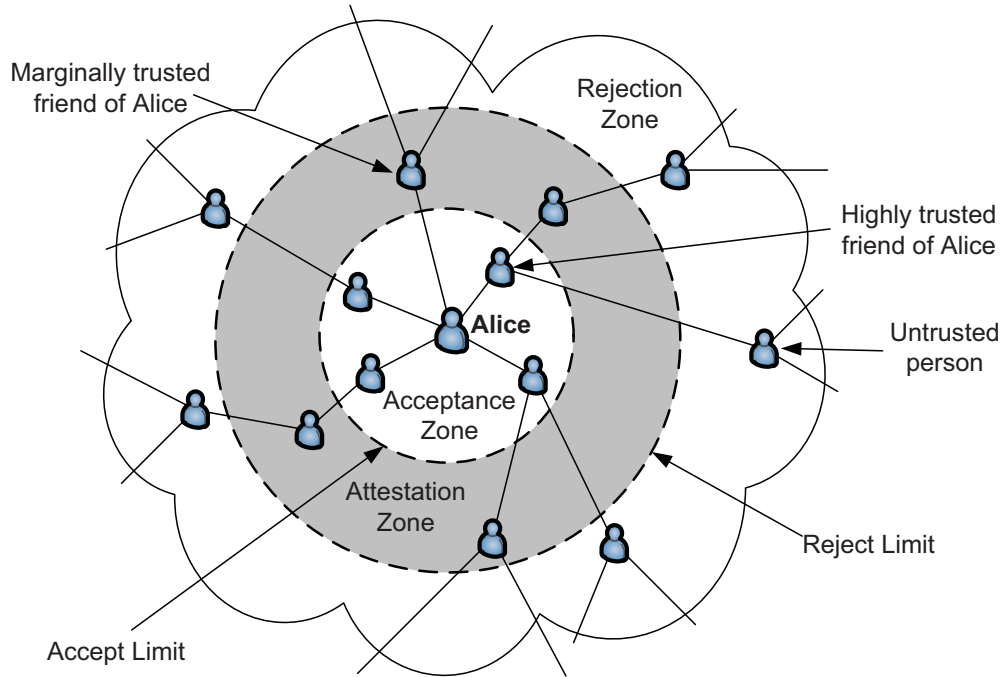 Marginally trusted
friend of Alice
Rejection
Zone
Highly trusted
friend of Alice
Alice
Untrusted
person
Acceptance
Zone
Attestation
Zone
Reject Limit
Accept Limit